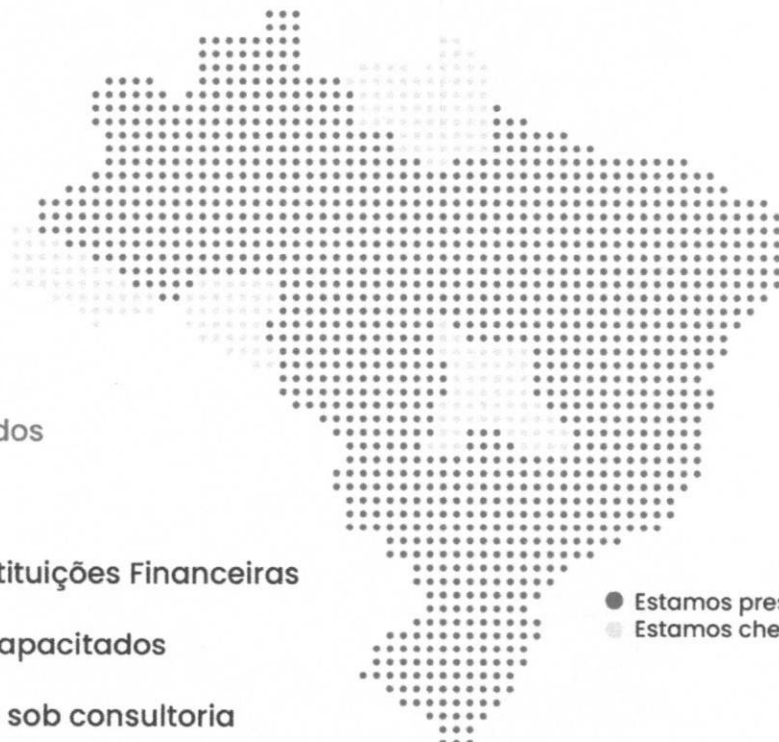 dos
tituições Financeiras
apacitados
sob consultoria
Estamos pres
Estamos che